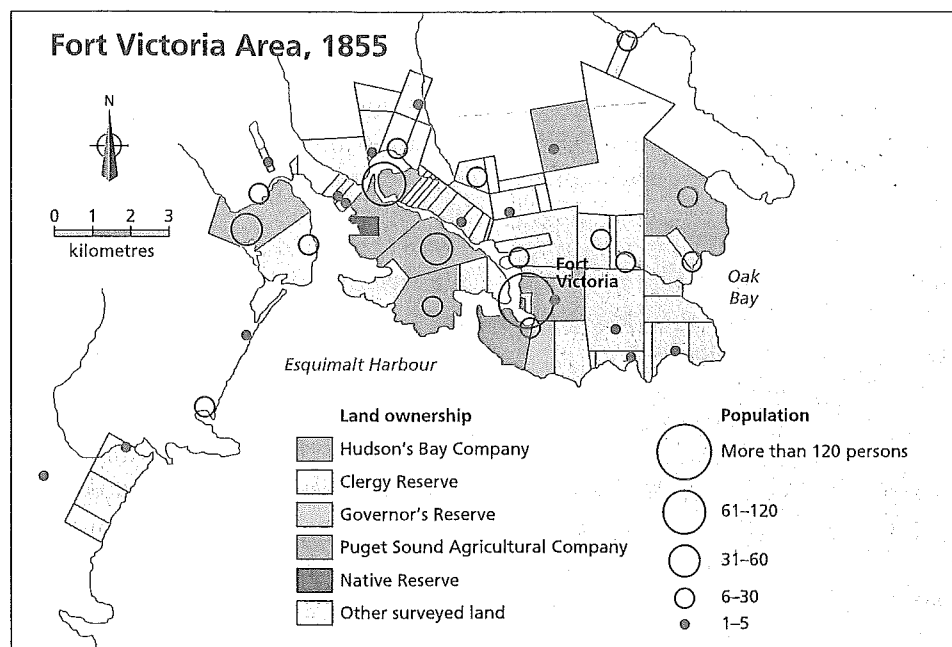 Fort Victoria Area, 1855
N
0 1 2 3
kilometres
Fort
Victoria
Oak
Bay
Esquimalt Harbour
Land ownership
Hudson's Bay Company
Clergy Reserve
Governor's Reserve
Puget Sound Agricultural Company
Native Reserve
Other surveyed land
Population
More than 120 persons
61–120
31–60
6–30
1–5